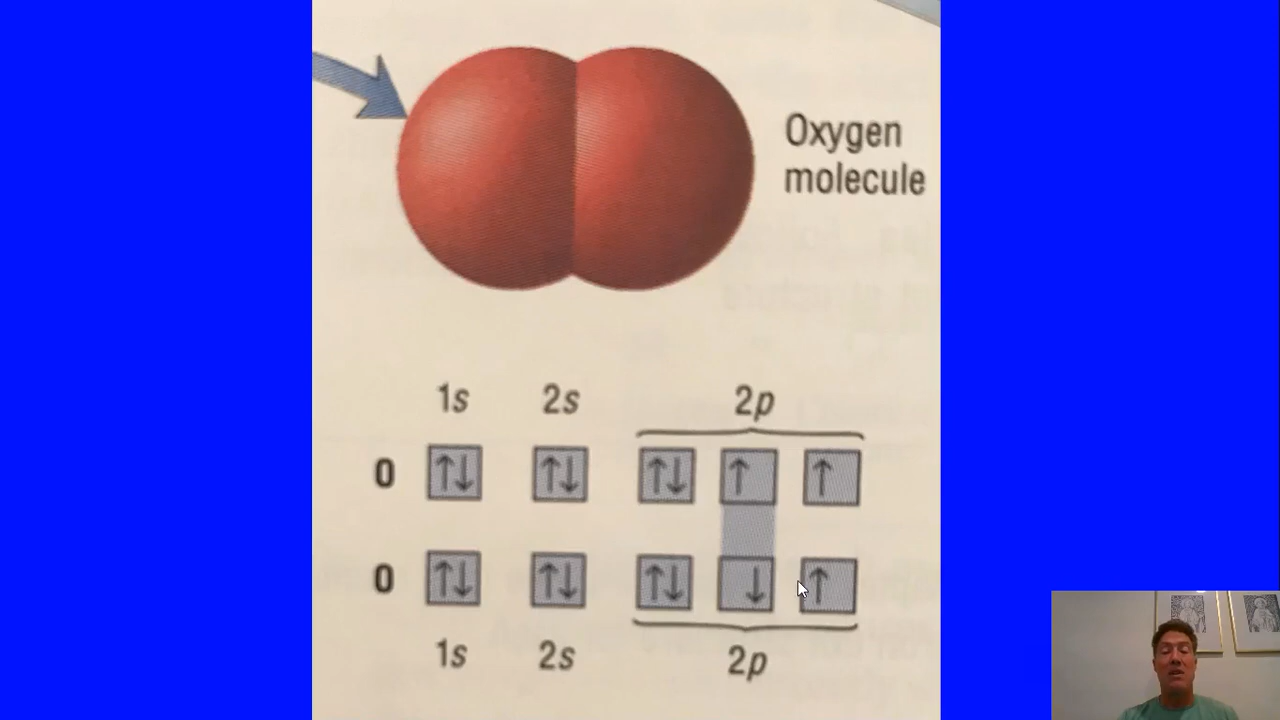 Oxygen
molecule
1s 2s 2p
O ↑↓ ↑↓ ↑↓ ↑ ↑
O ↑↓ ↑↓ ↑↓ ↓ ↑
1s 2s 2p